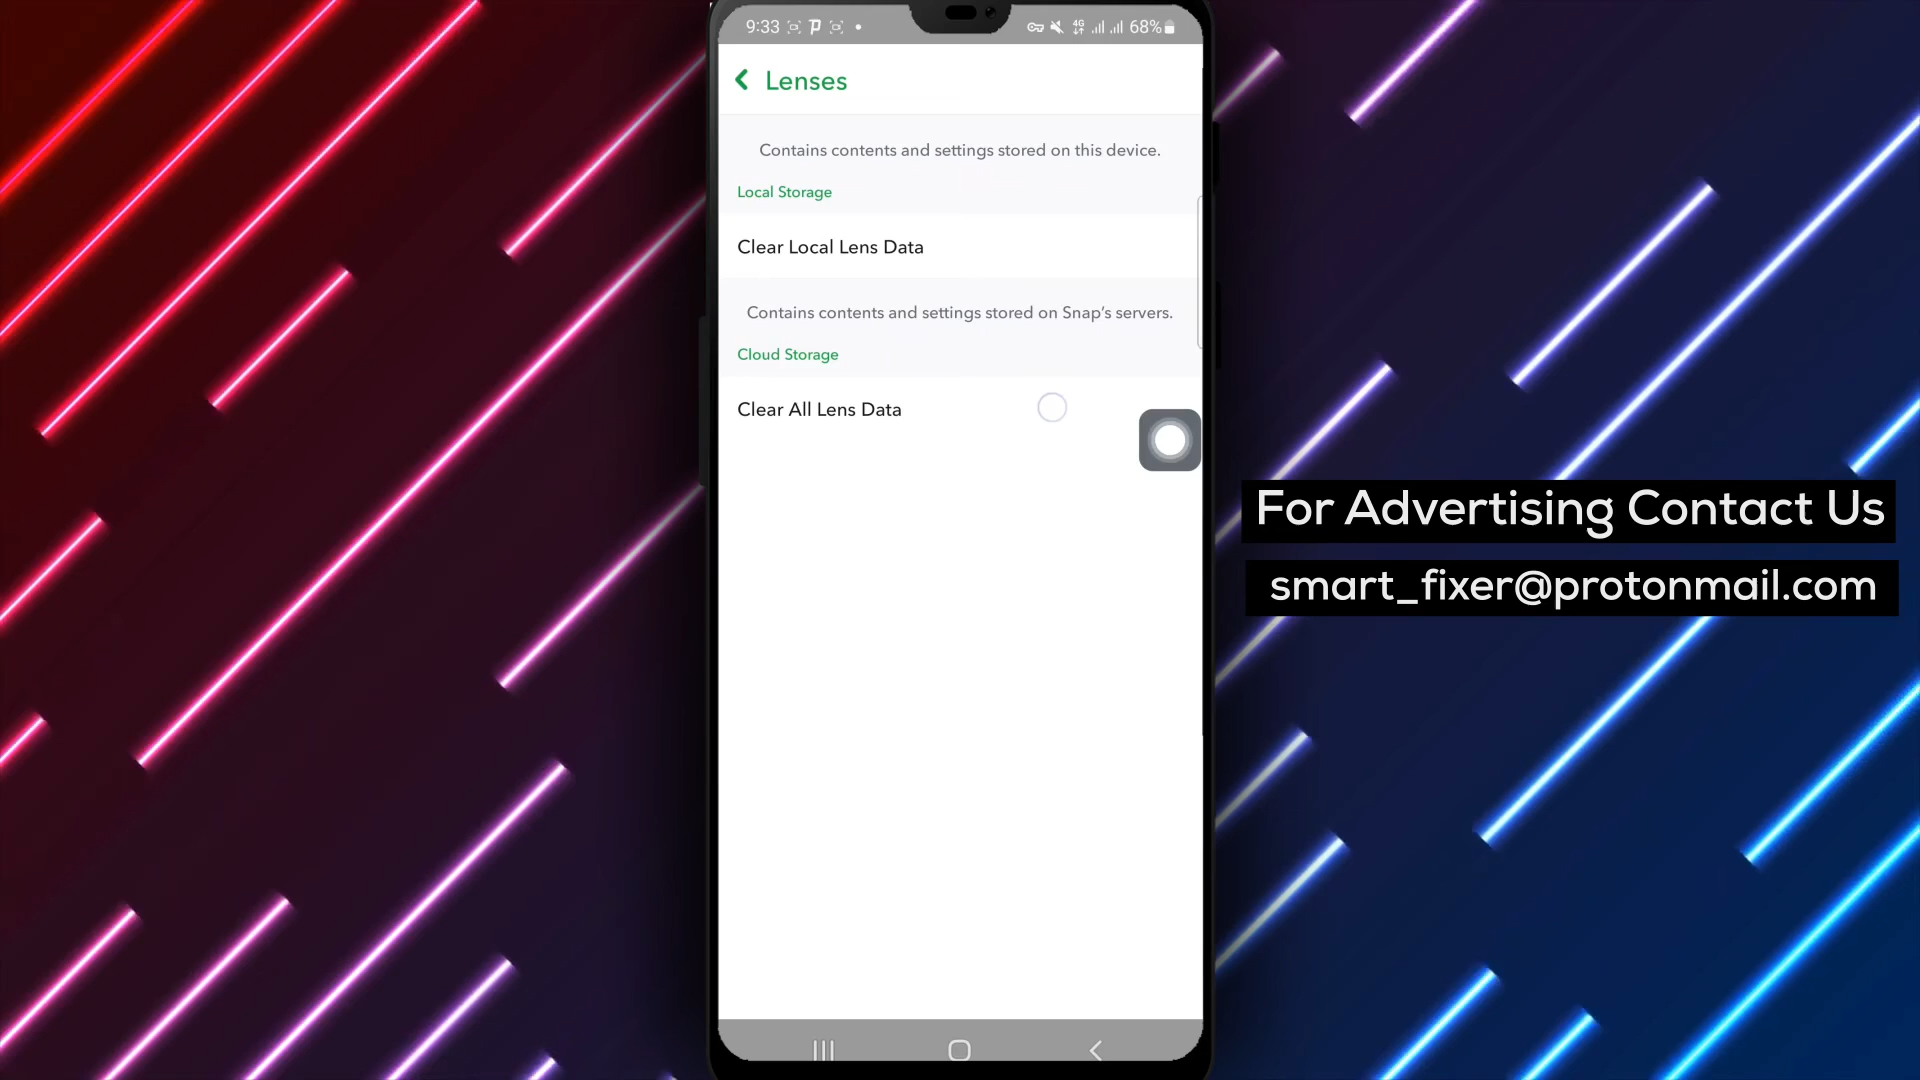 9:33 4G 68%
Lenses
Contains contents and settings stored on this device.
Local Storage
Clear Local Lens Data
Contains contents and settings stored on Snap's servers.
Cloud Storage
Clear All Lens Data
For Advertising Contact Us
smart_fixer@protonmail.com